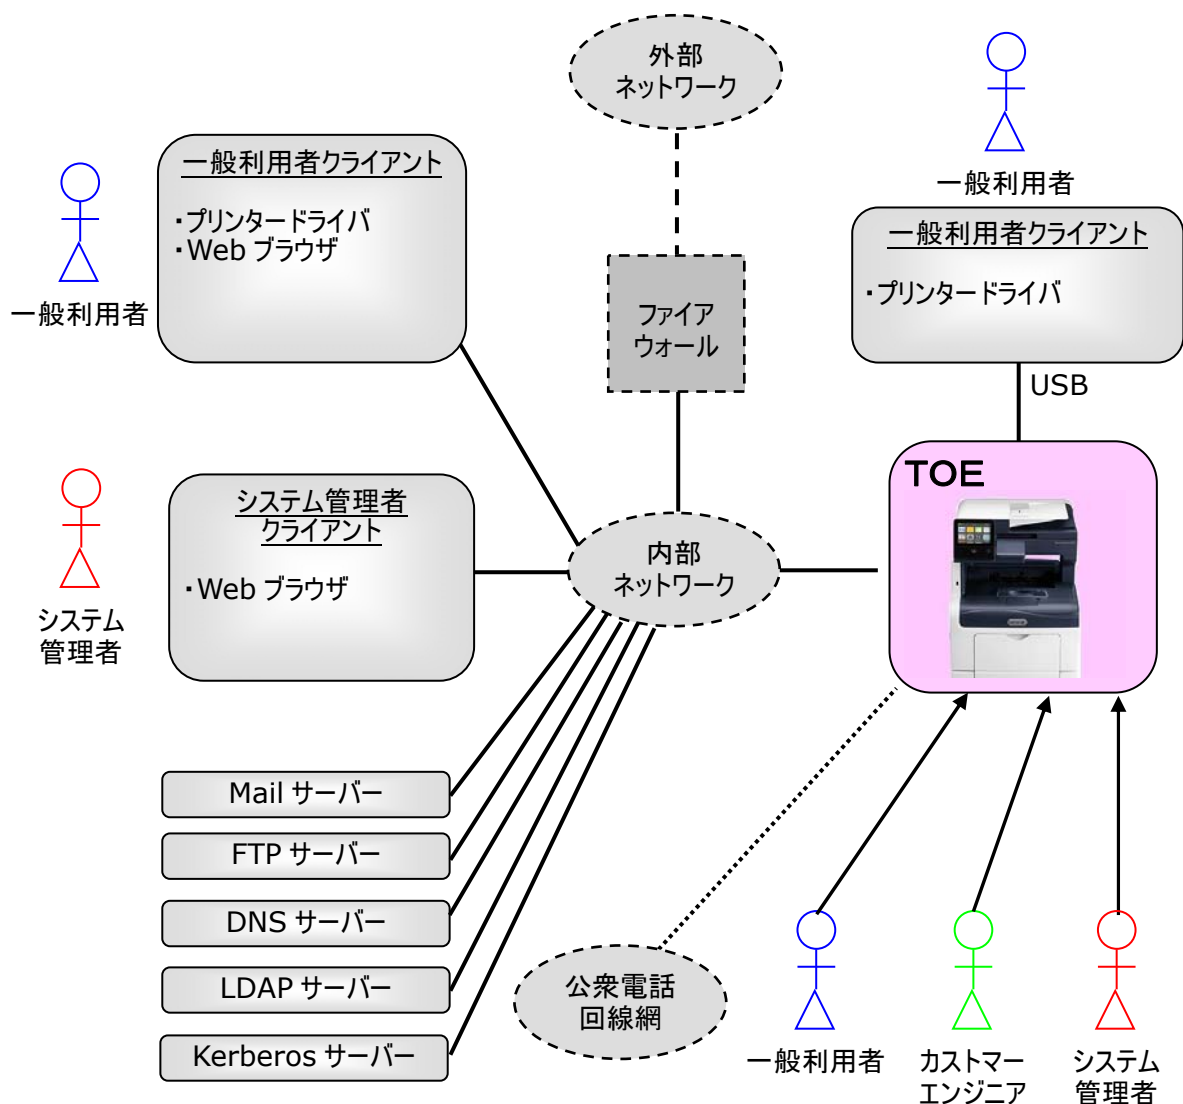 外部
ネットワーク
一般利用者
一般利用者クライアント
・プリンタードライバ
・Web ブラウザ
一般利用者
一般利用者クライアント
・プリンタードライバ
ファイア
ウォール
USB
TOE
システム管理者
クライアント
・Web ブラウザ
システム
管理者
内部
ネットワーク
Mail サーバー
FTP サーバー
DNS サーバー
LDAP サーバー
Kerberos サーバー
公衆電話
回線網
一般利用者
カストマー
エンジニア
システム
管理者